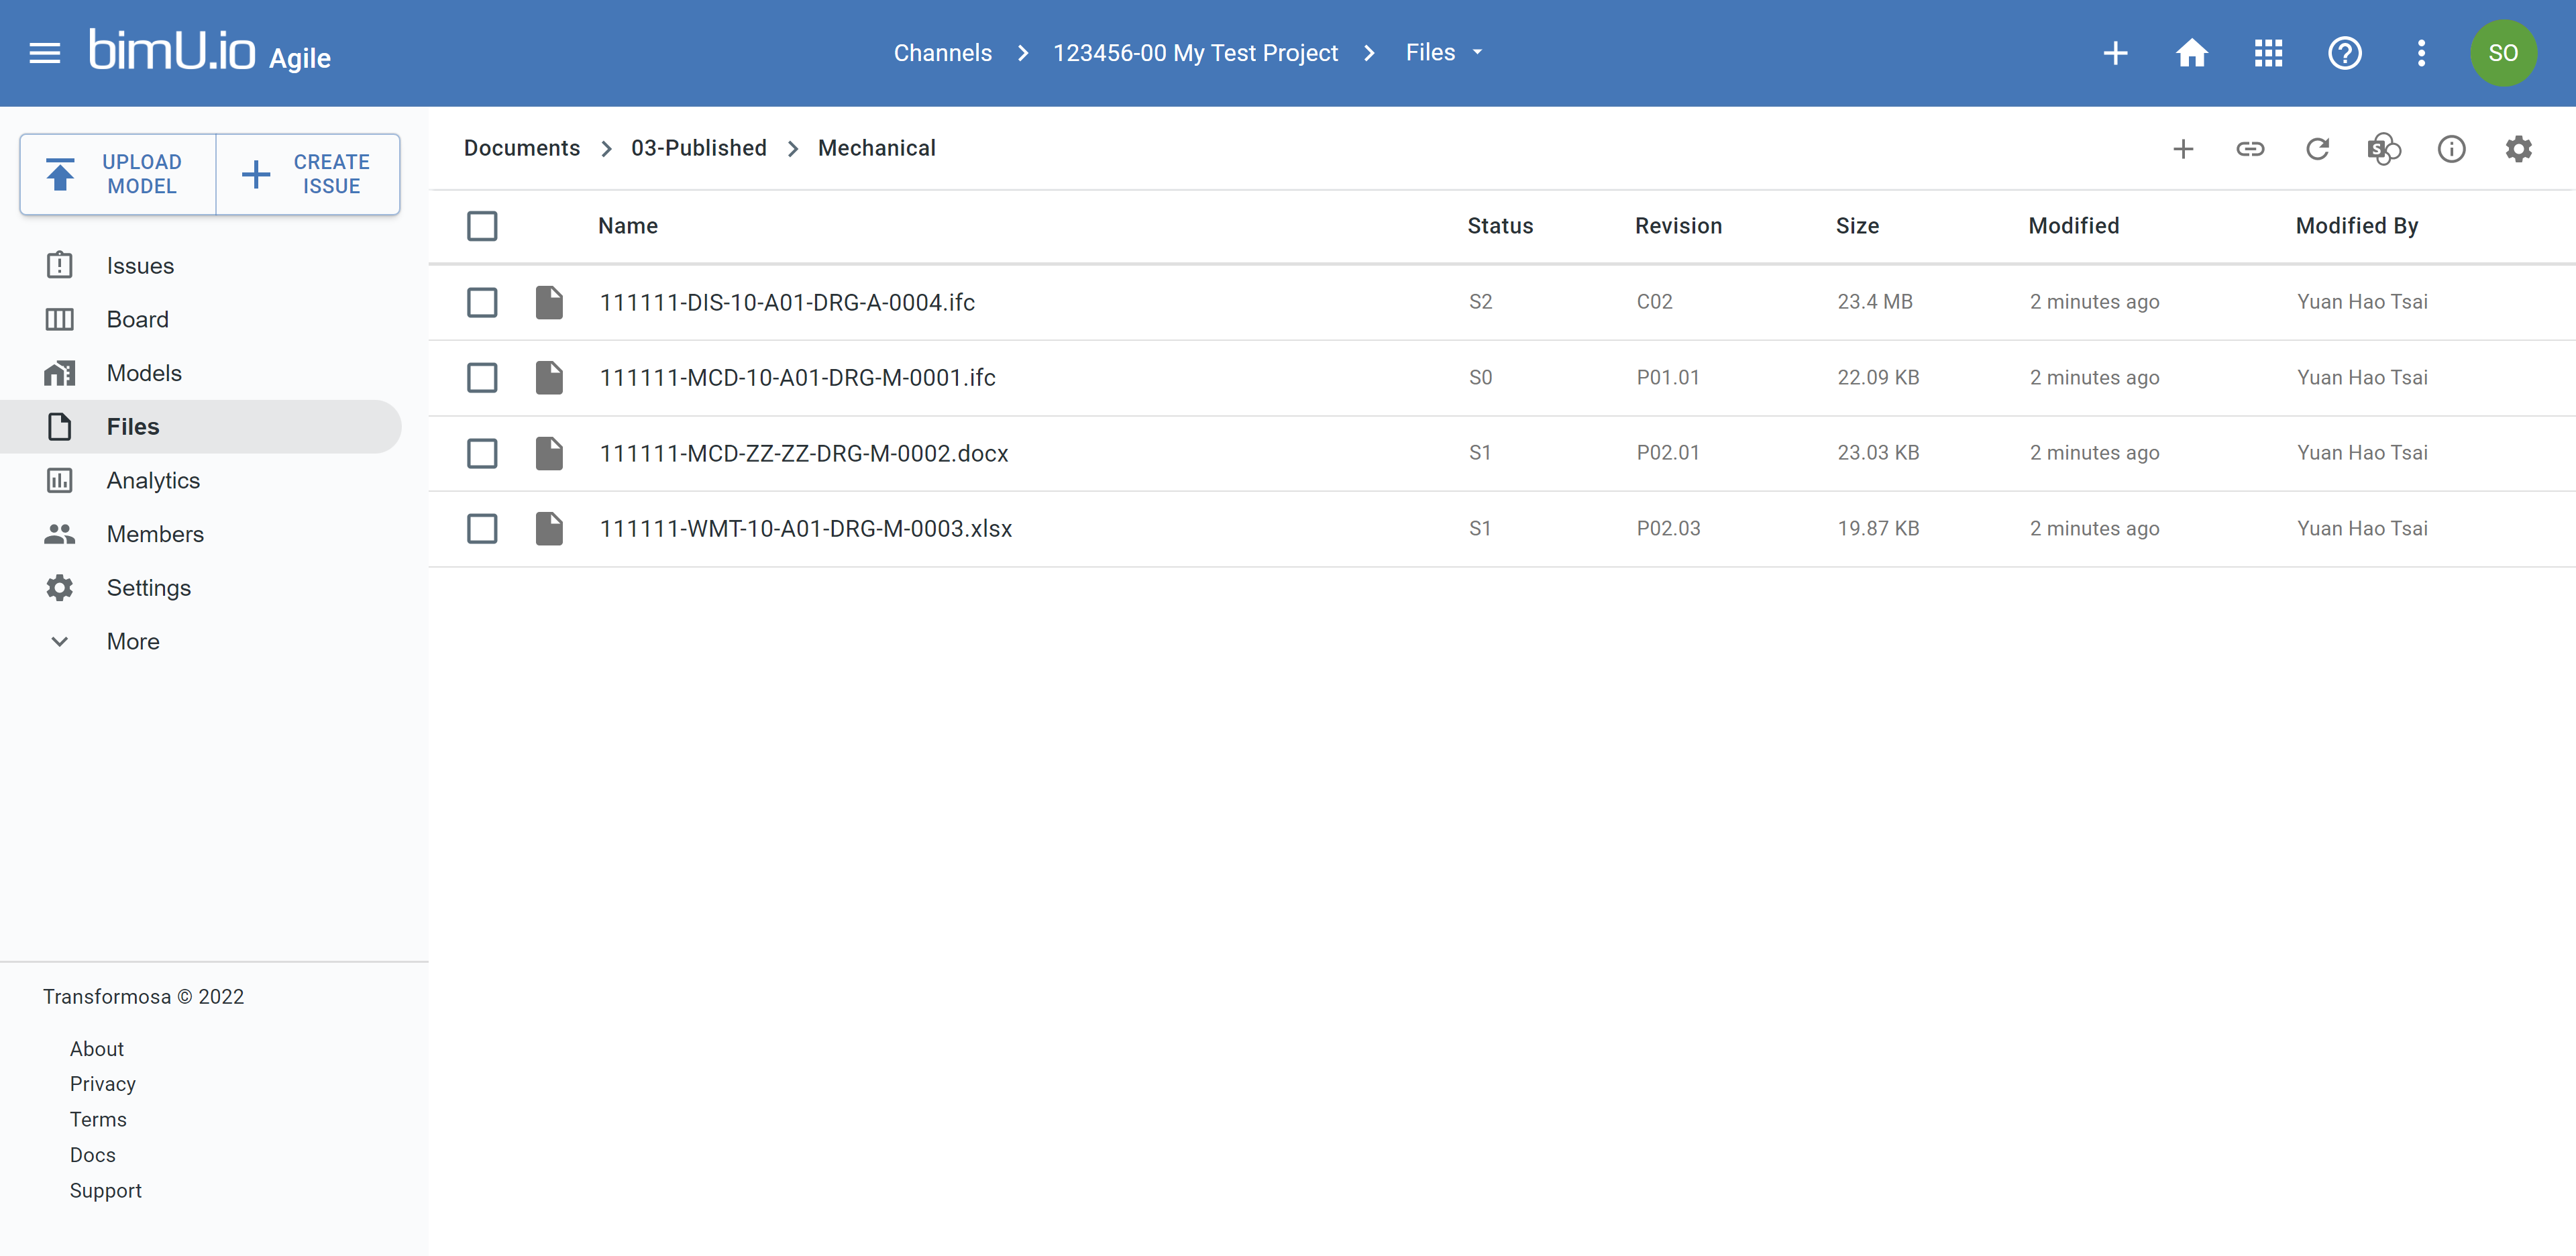 bimU.io Agile
Channels > 123456-00 My Test Project > Files
SO
UPLOAD MODEL
CREATE ISSUE
Issues
Board
Models
Files
Analytics
Members
Settings
More
Transformosa © 2022
About
Privacy
Terms
Docs
Support
Documents > 03-Published > Mechanical
Name Status Revision Size Modified Modified By
111111-DIS-10-A01-DRG-A-0004.ifc S2 C02 23.4 MB 2 minutes ago Yuan Hao Tsai
111111-MCD-10-A01-DRG-M-0001.ifc S0 P01.01 22.09 KB 2 minutes ago Yuan Hao Tsai
111111-MCD-ZZ-ZZ-DRG-M-0002.docx S1 P02.01 23.03 KB 2 minutes ago Yuan Hao Tsai
111111-WMT-10-A01-DRG-M-0003.xlsx S1 P02.03 19.87 KB 2 minutes ago Yuan Hao Tsai